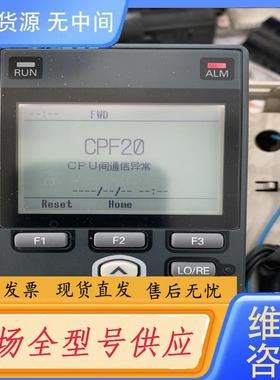 货源 无中间
RUN
ALM
--:--
FWD
CPF20
CPU间通信异常
----/--/-- --:--
Reset
Home
F1
F2
F3
LO/RE
发票 现货直发 售后无忧
场全型号供应
维